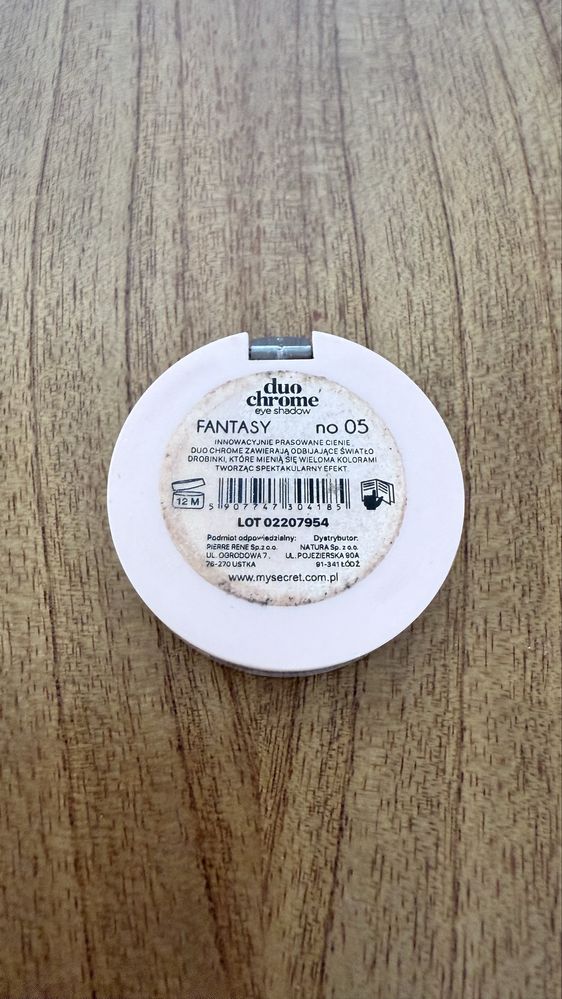 duo
chrome
eye shadow
FANTASY no 05
INNOWACYJNIE PRASOWANE CIENIE
DUO CHROME ZAWIERAJĄ ODBIJAJĄCE ŚWIATŁO
DROBINKI, KTÓRE MIENIĄ SIĘ WIELOMA KOLORAMI
TWORZĄC SPEKTAKULARNY EFEKT.
12 M
5 907747 304185
LOT 02207954
Podmiot odpowiedzialny: Dystrybutor:
PIERRE RENE Sp.z o.o. NATURA Sp. z o.o.
UL. OGRODOWA 7, UL. POJEZIERSKA 90A
76-270 USTKA 91-341 ŁÓDŹ
www.mysecret.com.pl